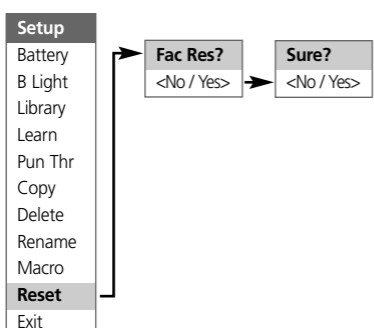 Setup
Battery
B Light
Library
Learn
Pun Thr
Copy
Delete
Rename
Macro
Reset
Exit
Fac Res?
<No / Yes>
Sure?
<No / Yes>